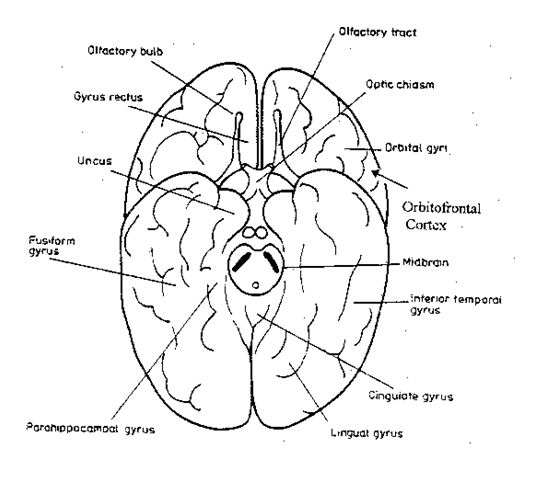 Olfactory tract
Olfactory bulb
Optic chiasm
Gyrus rectus
Orbital gyri
Uncus
Orbitofrontal
Cortex
Fusiform
gyrus
Midbrain
Inferior temporal
gyrus
Cingulate gyrus
Parahippocampal gyrus
Lingual gyrus